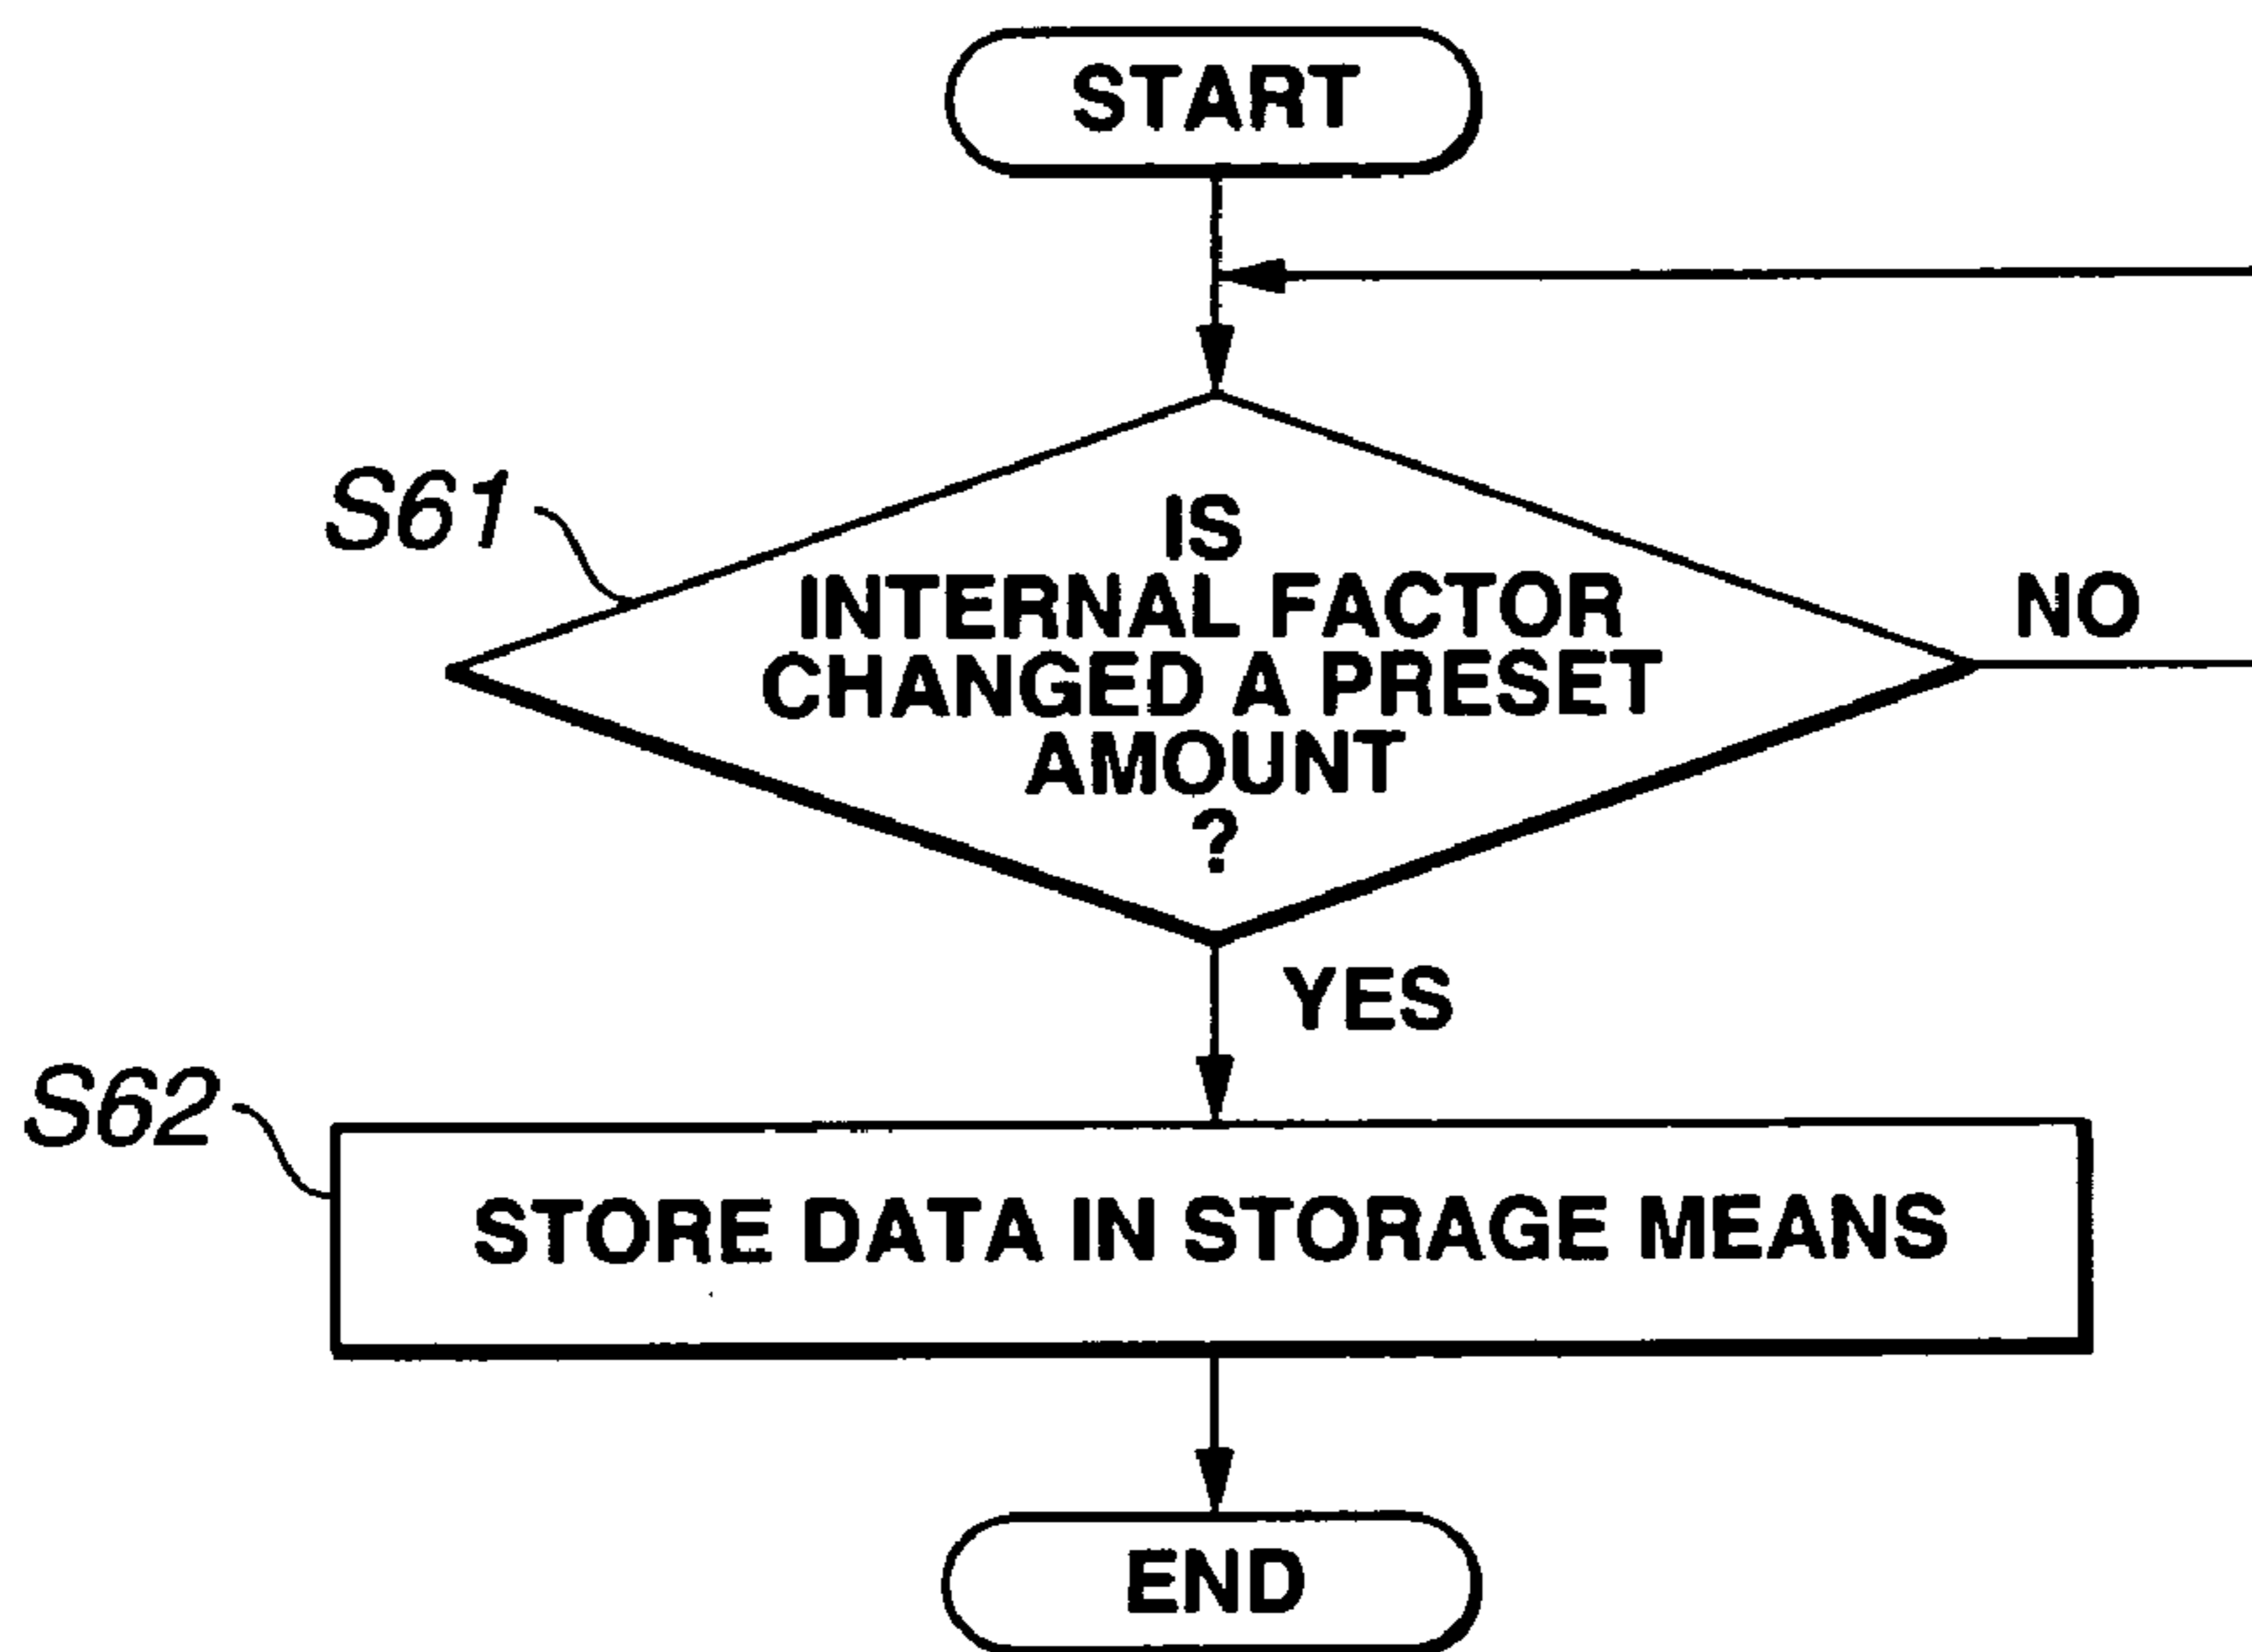 START
S61
IS
INTERNAL FACTOR
CHANGED A PRESET
AMOUNT
?
NO
YES
S62
STORE DATA IN STORAGE MEANS
END